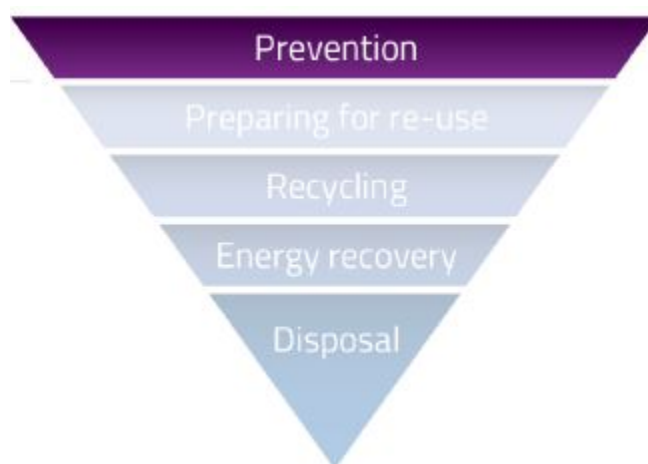 Prevention
Preparing for re-use
Recycling
Energy recovery
Disposal